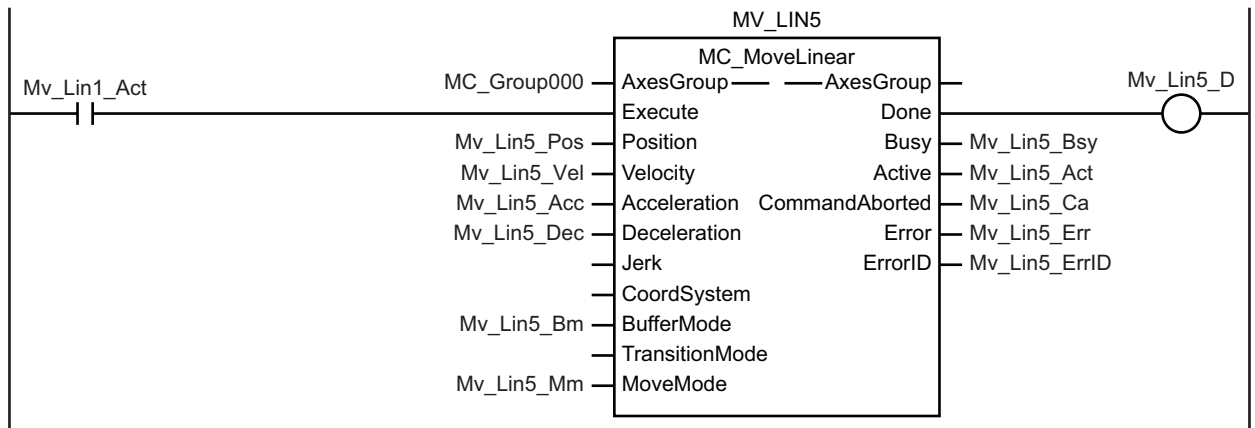 MV_LIN5
MC_MoveLinear
Mv_Lin1_Act
MC_Group000 AxesGroup AxesGroup Mv_Lin5_D
Execute Done
Mv_Lin5_Pos Position Busy Mv_Lin5_Bsy
Mv_Lin5_Vel Velocity Active Mv_Lin5_Act
Mv_Lin5_Acc Acceleration CommandAborted Mv_Lin5_Ca
Mv_Lin5_Dec Deceleration Error Mv_Lin5_Err
Jerk ErrorID Mv_Lin5_ErrID
CoordSystem
Mv_Lin5_Bm BufferMode
TransitionMode
Mv_Lin5_Mm MoveMode